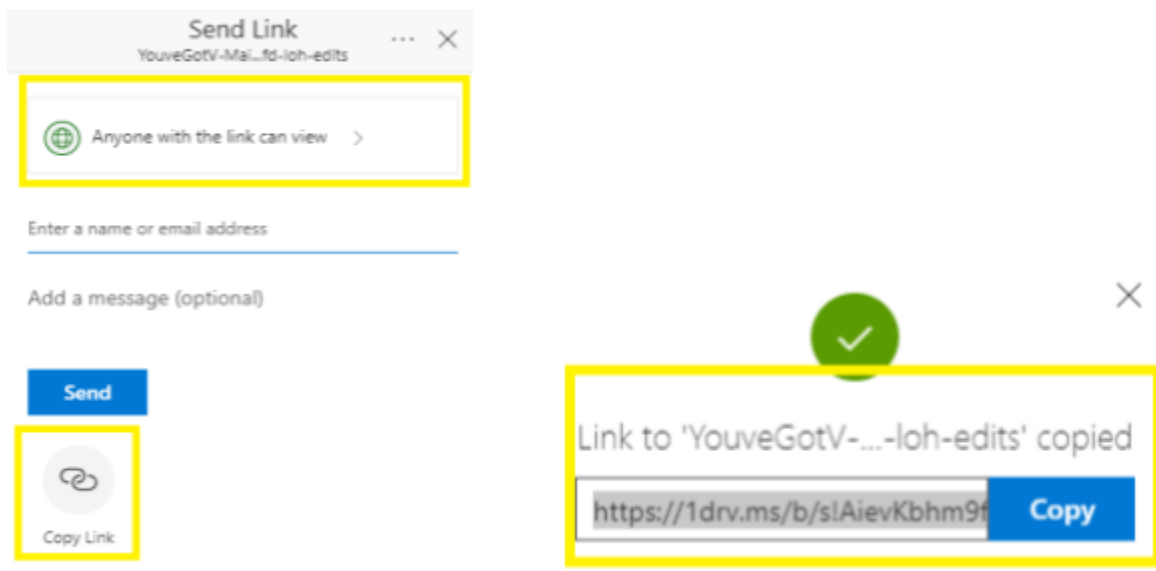 Send Link
YouveGotV-Mai...fd-loh-edits
Anyone with the link can view
Enter a name or email address
Add a message (optional)
Send
Copy Link
Link to 'YouveGotV-...-loh-edits' copied
https://1drv.ms/b/s!AievKbhm9f
Copy